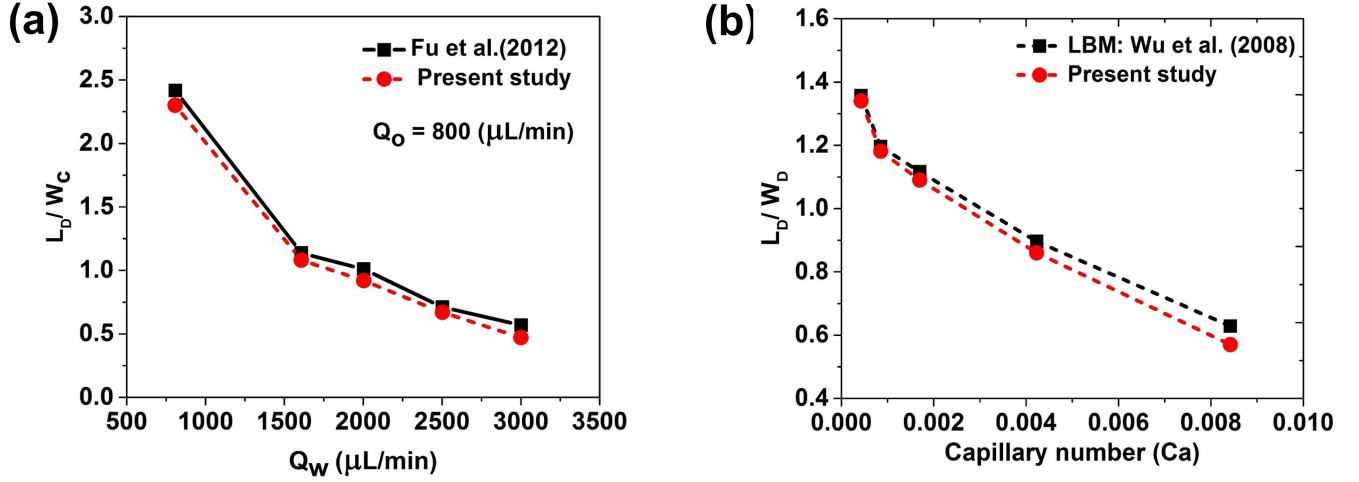 (a)
3.0
2.5
2.0
1.5
1.0
0.5
0.0
L_D/ W_C
Fu et al.(2012)
Present study
Q_O = 800 (μL/min)
500 1000 1500 2000 2500 3000 3500
Q_W (μL/min)
(b)
1.6
1.4
1.2
1.0
0.8
0.6
0.4
L_D/ W_D
LBM: Wu et al. (2008)
Present study
0.000 0.002 0.004 0.006 0.008 0.010
Capillary number (Ca)